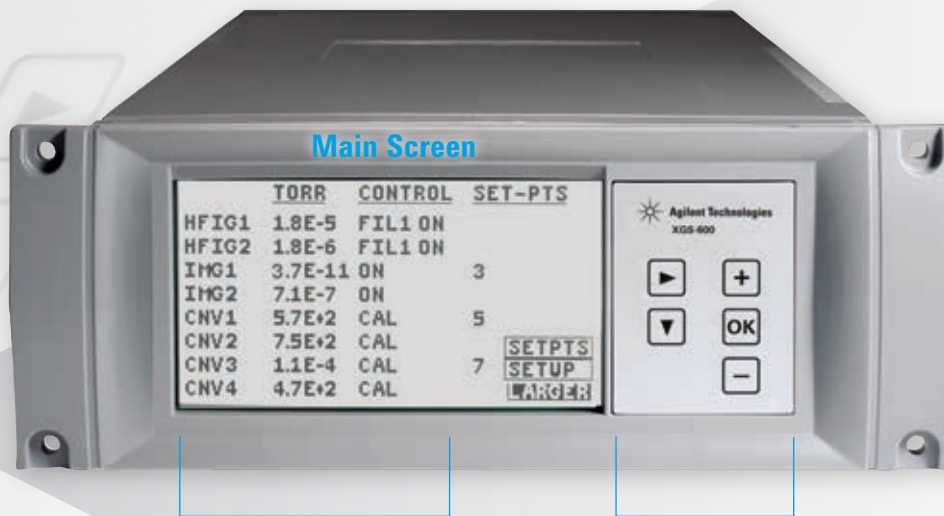 Main Screen
TORR CONTROL SET-PTS
HFIG1 1.8E-5 FIL1 ON
HFIG2 1.8E-6 FIL1 ON
IMG1 3.7E-11 ON 3
IMG2 7.1E-7 ON
CNV1 5.7E+2 CAL 5
CNV2 7.5E+2 CAL
CNV3 1.1E-4 CAL 7
CNV4 4.7E+2 CAL
SETPTS
SETUP
LARGER
Agilent Technologies
XGS-600
+
OK
−